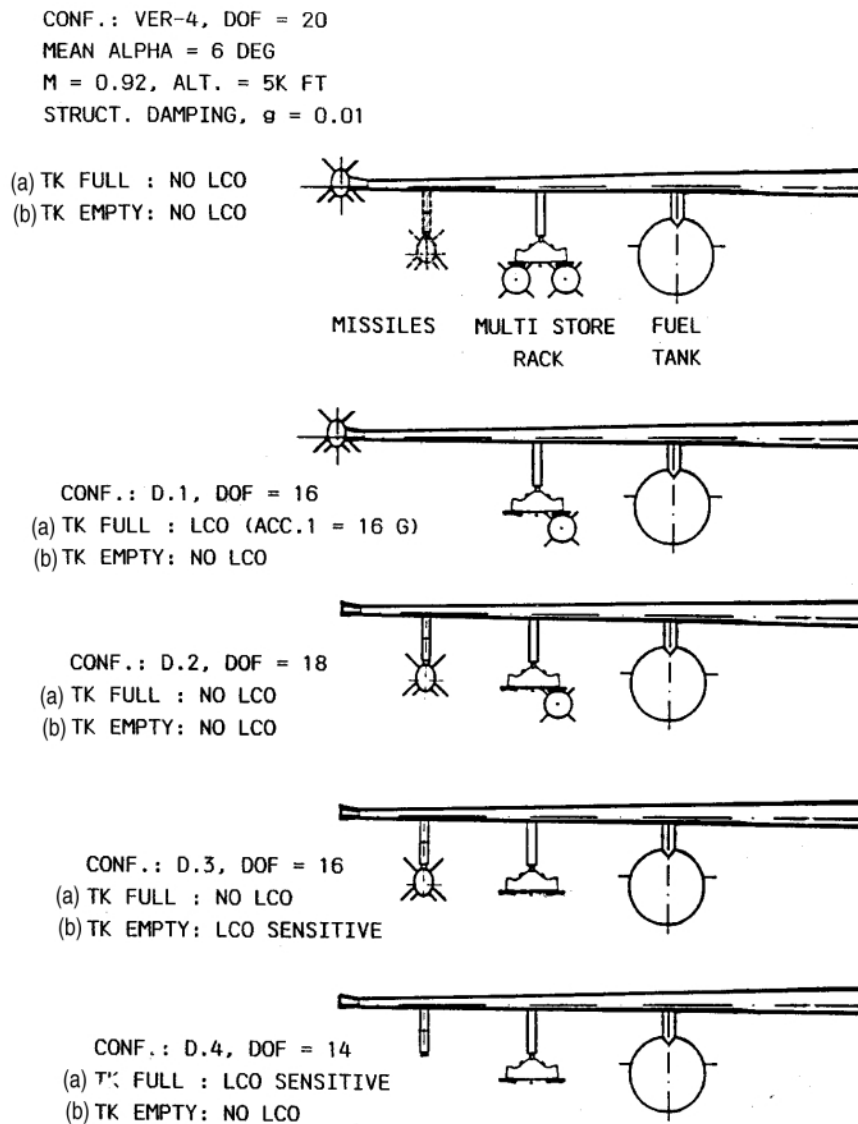 CONF.: VER-4, DOF = 20
MEAN ALPHA = 6 DEG
M = 0.92, ALT. = 5K FT
STRUCT. DAMPING, g = 0.01
(a) TK FULL : NO LCO
(b) TK EMPTY: NO LCO
MISSILES
MULTI STORE
RACK
FUEL
TANK
CONF.: D.1, DOF = 16
(a) TK FULL : LCO (ACC.1 = 16 G)
(b) TK EMPTY: NO LCO
CONF.: D.2, DOF = 18
(a) TK FULL : NO LCO
(b) TK EMPTY: NO LCO
CONF.: D.3, DOF = 16
(a) TK FULL : NO LCO
(b) TK EMPTY: LCO SENSITIVE
CONF.: D.4, DOF = 14
(a) TK FULL : LCO SENSITIVE
(b) TK EMPTY: NO LCO